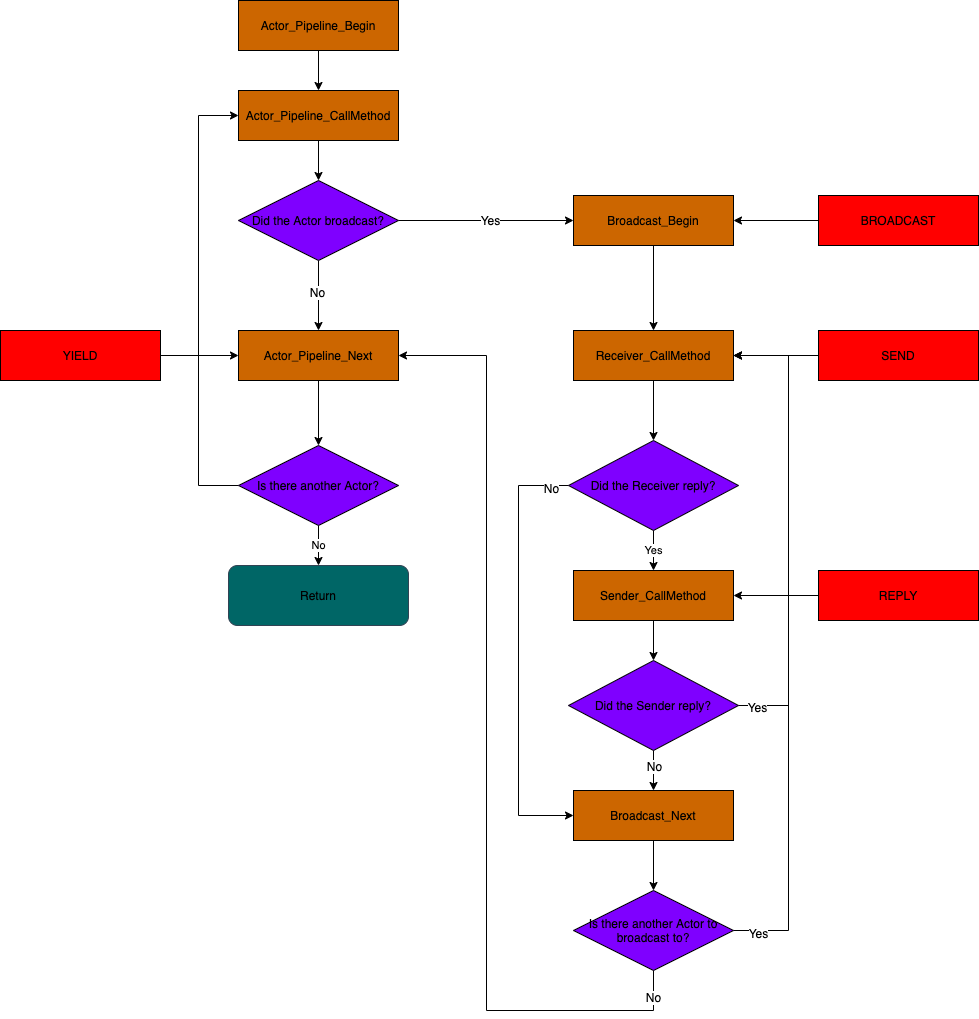 Actor_Pipeline_Begin
Actor_Pipeline_CallMethod
Did the Actor broadcast?
Yes
Broadcast_Begin
BROADCAST
No
YIELD
Actor_Pipeline_Next
Receiver_CallMethod
SEND
Is there another Actor?
Did the Receiver reply?
No
No
Yes
Return
Sender_CallMethod
REPLY
Did the Sender reply?
Yes
No
Broadcast_Next
Is there another Actor to
broadcast to?
Yes
No